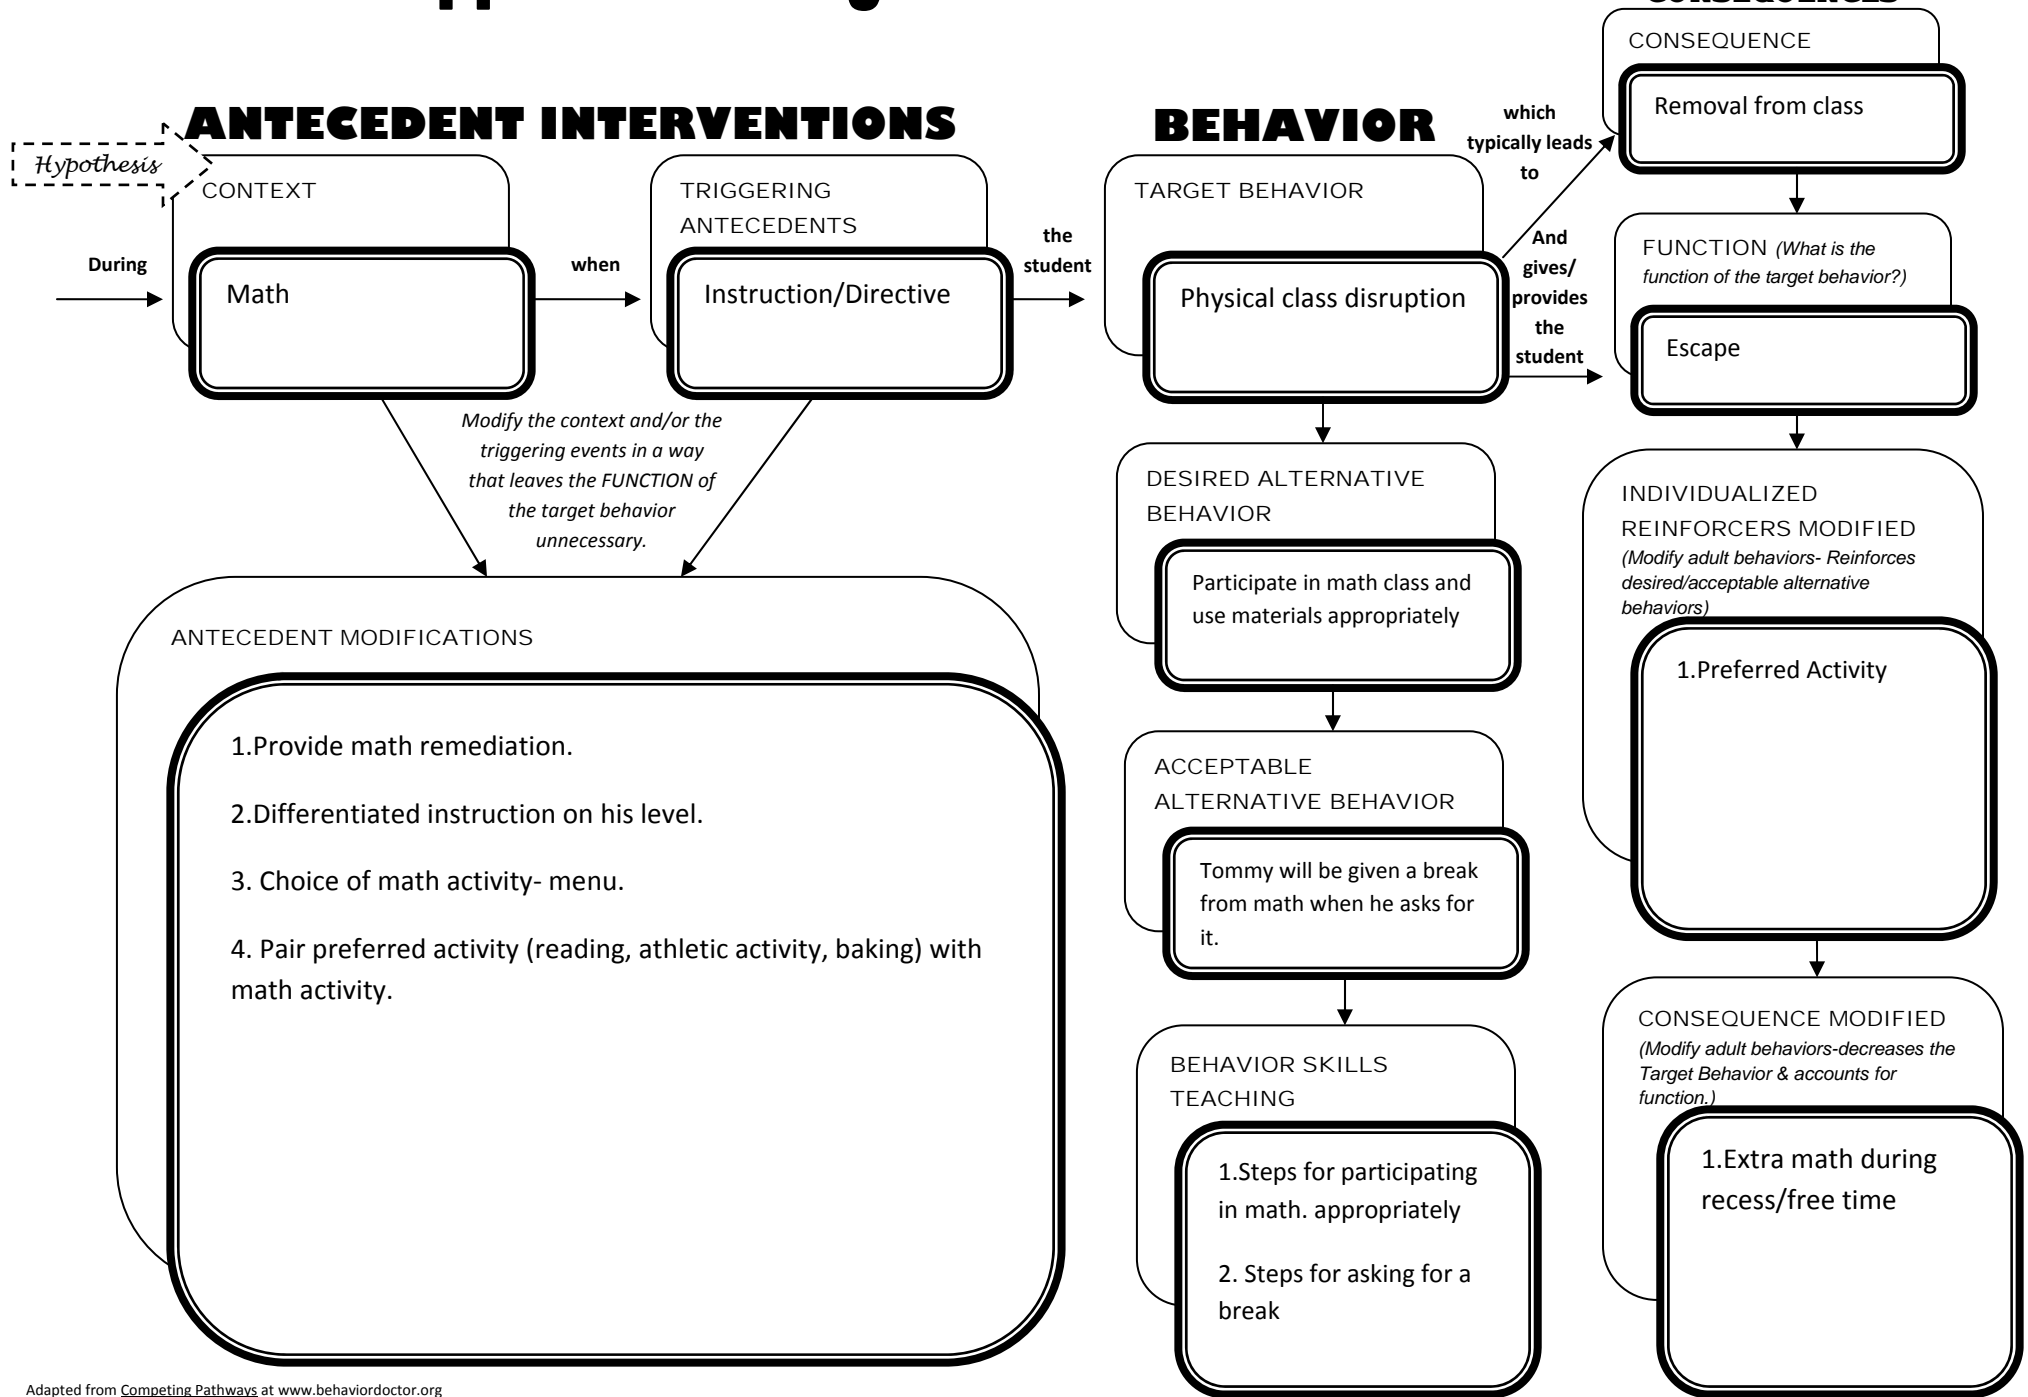 ANTECEDENT INTERVENTIONS
Hypothesis
CONTEXT
During
Math
when
TRIGGERING
ANTECEDENTS
Instruction/Directive
the
student
Modify the context and/or the
triggering events in a way
that leaves the FUNCTION of
the target behavior
unnecessary.
ANTECEDENT MODIFICATIONS
1.Provide math remediation.
2.Differentiated instruction on his level.
3. Choice of math activity- menu.
4. Pair preferred activity (reading, athletic activity, baking) with
math activity.
BEHAVIOR
TARGET BEHAVIOR
Physical class disruption
which
typically leads
to
And
gives/
provides
the
student
DESIRED ALTERNATIVE
BEHAVIOR
Participate in math class and
use materials appropriately
ACCEPTABLE
ALTERNATIVE BEHAVIOR
Tommy will be given a break
from math when he asks for
it.
BEHAVIOR SKILLS
TEACHING
1.Steps for participating
in math. appropriately
2. Steps for asking for a
break
CONSEQUENCES
CONSEQUENCE
Removal from class
FUNCTION (What is the
function of the target behavior?)
Escape
INDIVIDUALIZED
REINFORCERS MODIFIED
(Modify adult behaviors- Reinforces
desired/acceptable alternative
behaviors)
1.Preferred Activity
CONSEQUENCE MODIFIED
(Modify adult behaviors-decreases the
Target Behavior & accounts for
function.)
1.Extra math during
recess/free time
Adapted from Competing Pathways at www.behaviordoctor.org